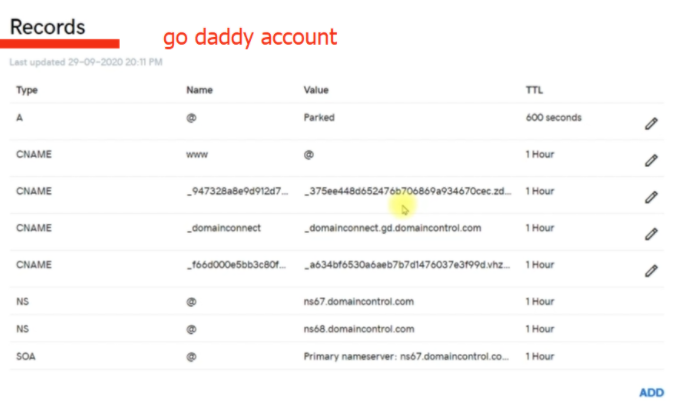 Records
go daddy account
Last updated 29-09-2020 20:11 PM
Type Name Value TTL
A @ Parked 600 seconds
CNAME www @ 1 Hour
CNAME _947328a8e9d912d7... _375ee448d652476b706869a934670cec.zd... 1 Hour
CNAME _domainconnect _domainconnect.gd.domaincontrol.com 1 Hour
CNAME _f66d000e5bb3c80f... _a634bf6530a6aeb7b7d1476037e3f99d.vhz... 1 Hour
NS @ ns67.domaincontrol.com 1 Hour
NS @ ns68.domaincontrol.com 1 Hour
SOA @ Primary nameserver: ns67.domaincontrol.co... 1 Hour
ADD